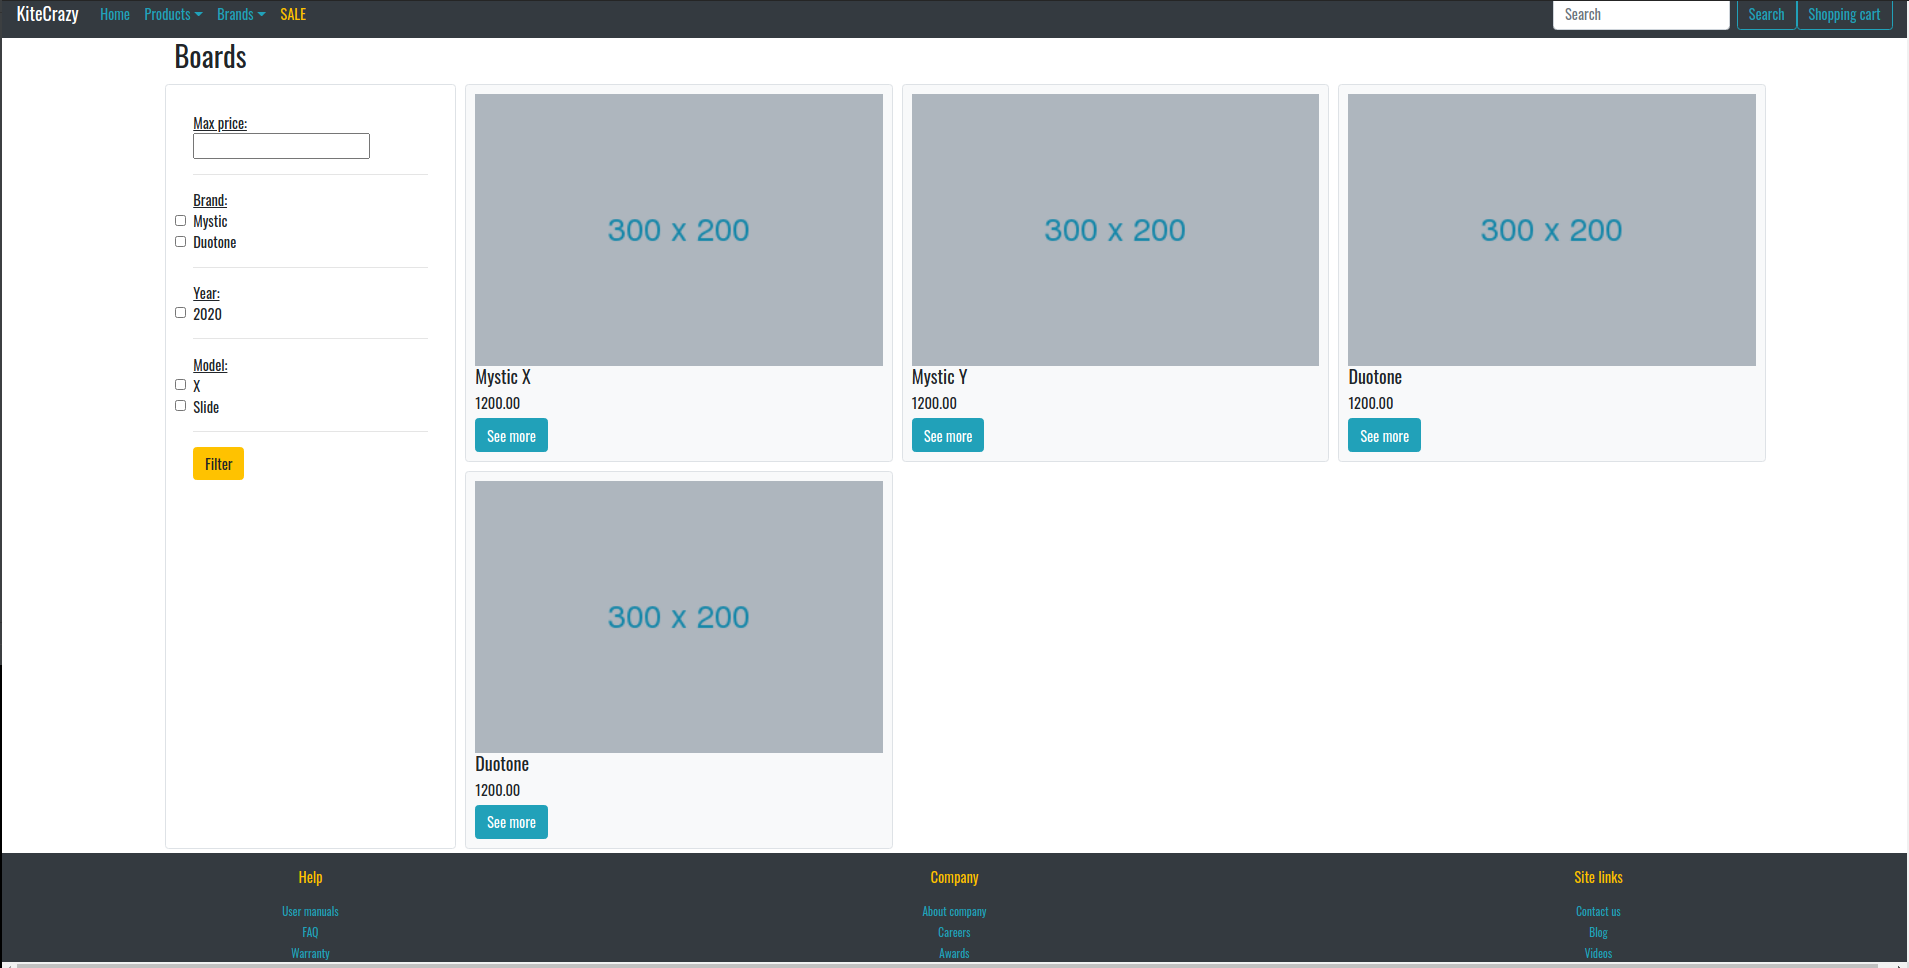 KiteCrazy Home Products Brands SALE Search Search Shopping cart
Boards
Max price:
Brand:
Mystic
Duotone
Year:
2020
Model:
X
Slide
Filter
300 x 200
Mystic X
1200.00
See more
300 x 200
Mystic Y
1200.00
See more
300 x 200
Duotone
1200.00
See more
300 x 200
Duotone
1200.00
See more
Help
User manuals
FAQ
Warranty
Company
About company
Careers
Awards
Site links
Contact us
Blog
Videos